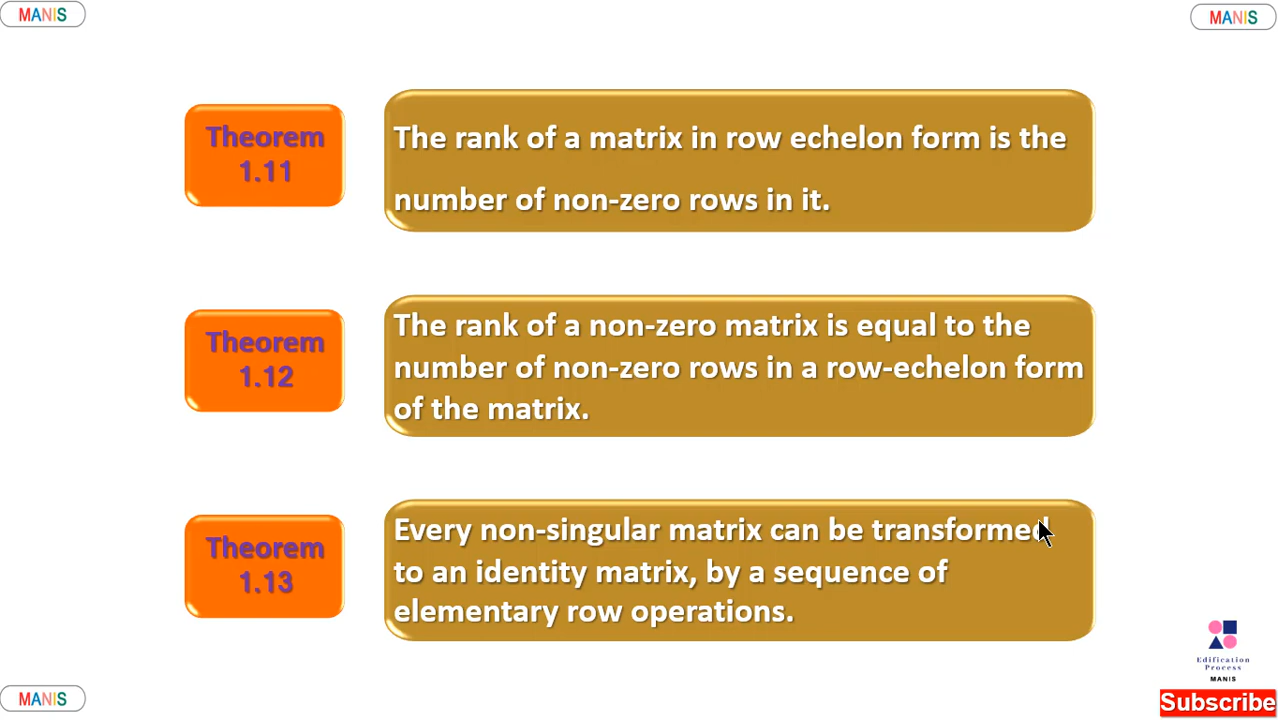 MANIS
MANIS
Theorem
1.11
The rank of a matrix in row echelon form is the
number of non-zero rows in it.
Theorem
1.12
The rank of a non-zero matrix is equal to the
number of non-zero rows in a row-echelon form
of the matrix.
Theorem
1.13
Every non-singular matrix can be transformed
to an identity matrix, by a sequence of
elementary row operations.
Edification
Process
MANIS
MANIS
Subscribe